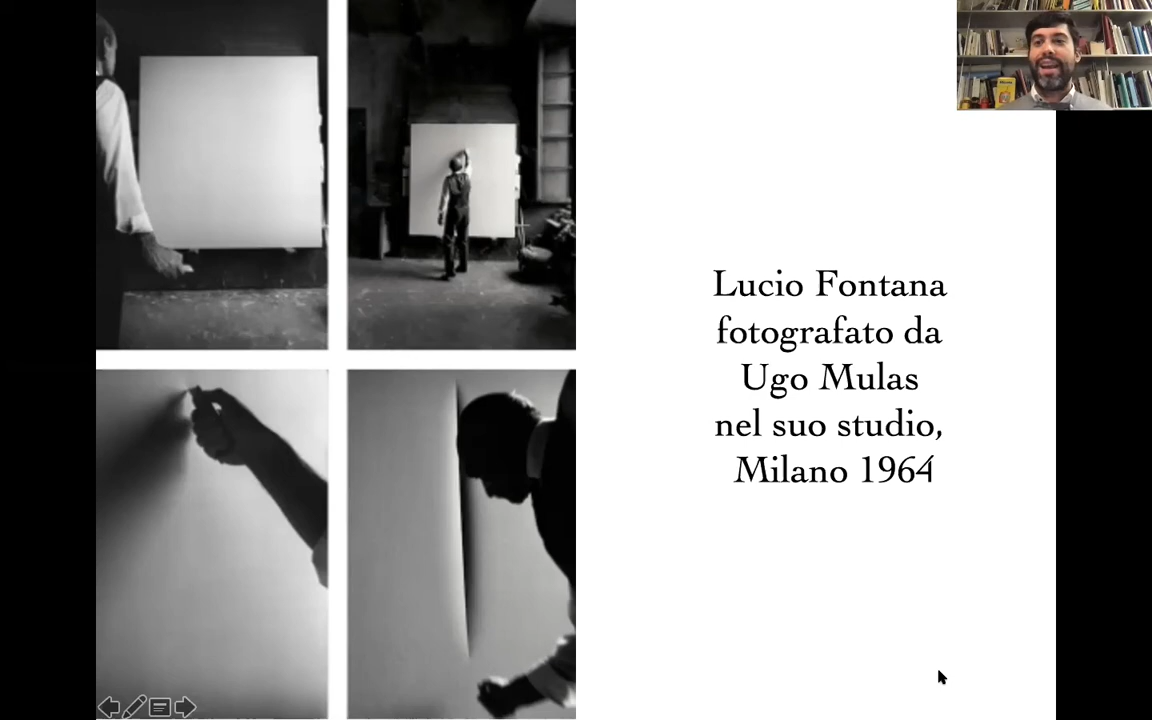 Lucio Fontana
fotografato da
Ugo Mulas
nel suo studio,
Milano 1964